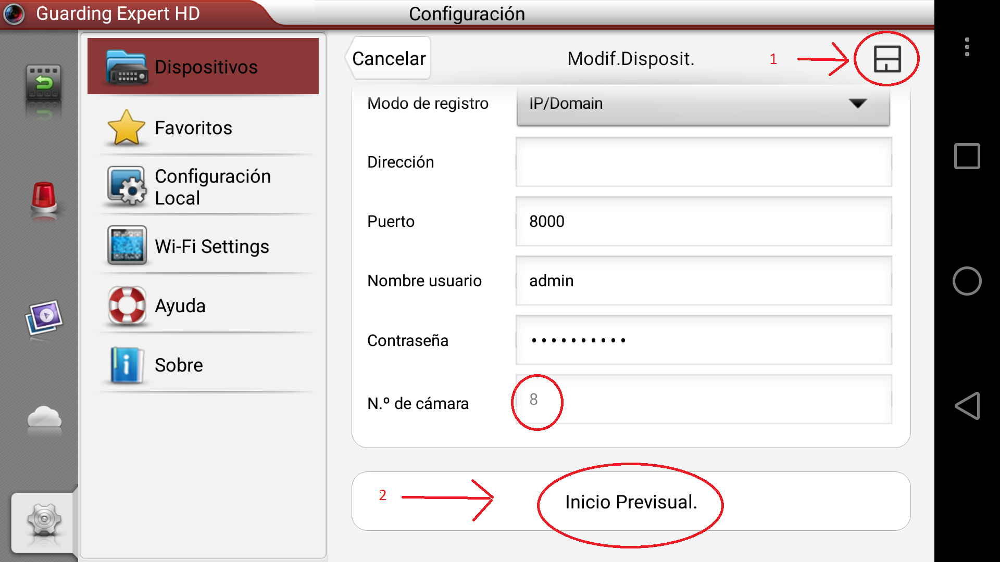 Guarding Expert HD
Configuración
Dispositivos
Favoritos
Configuración
Local
Wi-Fi Settings
Ayuda
Sobre
Cancelar
Modif.Disposit.
1
Modo de registro
IP/Domain
Dirección
Puerto
8000
Nombre usuario
admin
Contraseña
••••••••••
N.º de cámara
8
2
Inicio Previsual.